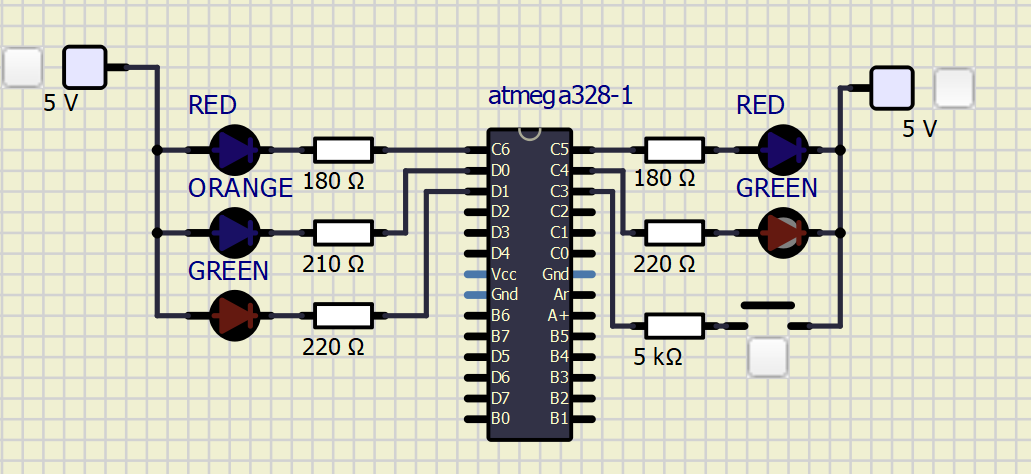 5 V
RED
180 Ω
ORANGE
210 Ω
GREEN
220 Ω
atmega328-1
C6
D0
D1
D2
D3
D4
Vcc
Gnd
B6
B7
D5
D6
D7
B0
C5
C4
C3
C2
C1
C0
Gnd
Ar
A+
B5
B4
B3
B2
B1
RED
180 Ω
GREEN
220 Ω
5 kΩ
5 V